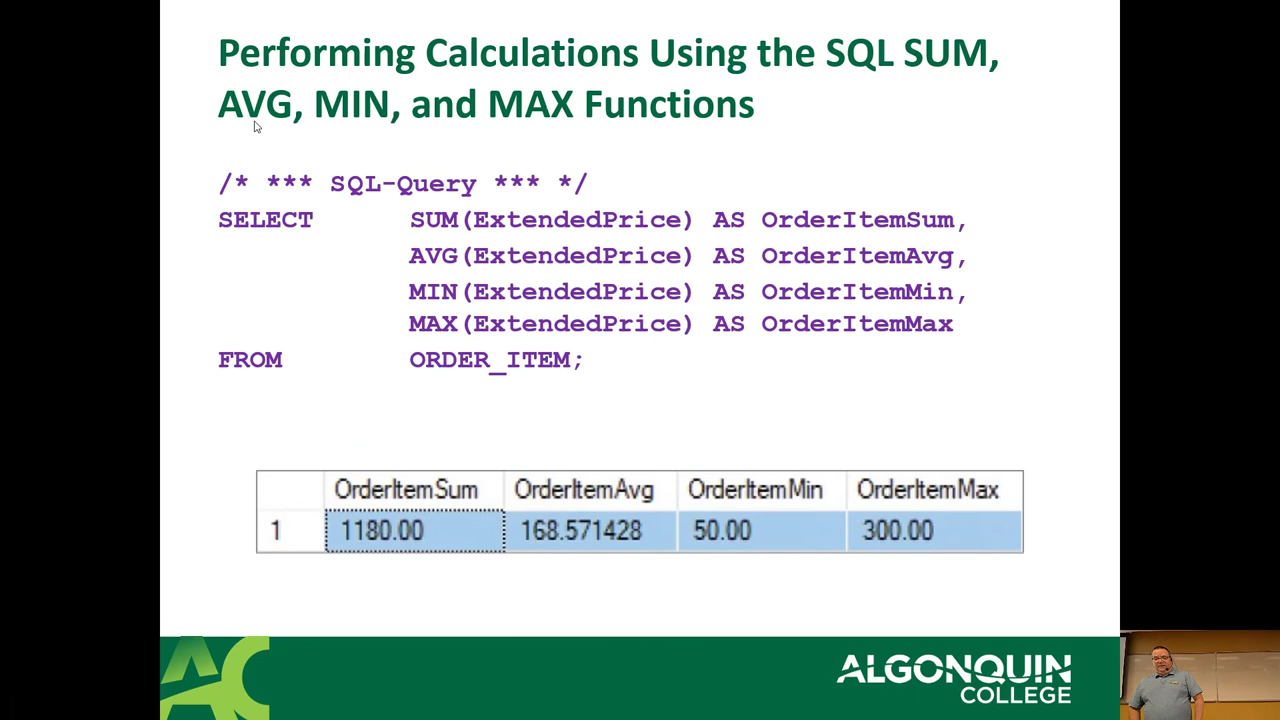 Performing Calculations Using the SQL SUM,
AVG, MIN, and MAX Functions
/* *** SQL-Query *** */
SELECT SUM(ExtendedPrice) AS OrderItemSum,
AVG(ExtendedPrice) AS OrderItemAvg,
MIN(ExtendedPrice) AS OrderItemMin,
MAX(ExtendedPrice) AS OrderItemMax
FROM ORDER_ITEM;
OrderItemSum OrderItemAvg OrderItemMin OrderItemMax
1 1180.00 168.571428 50.00 300.00
AC
ALGONQUIN
COLLEGE